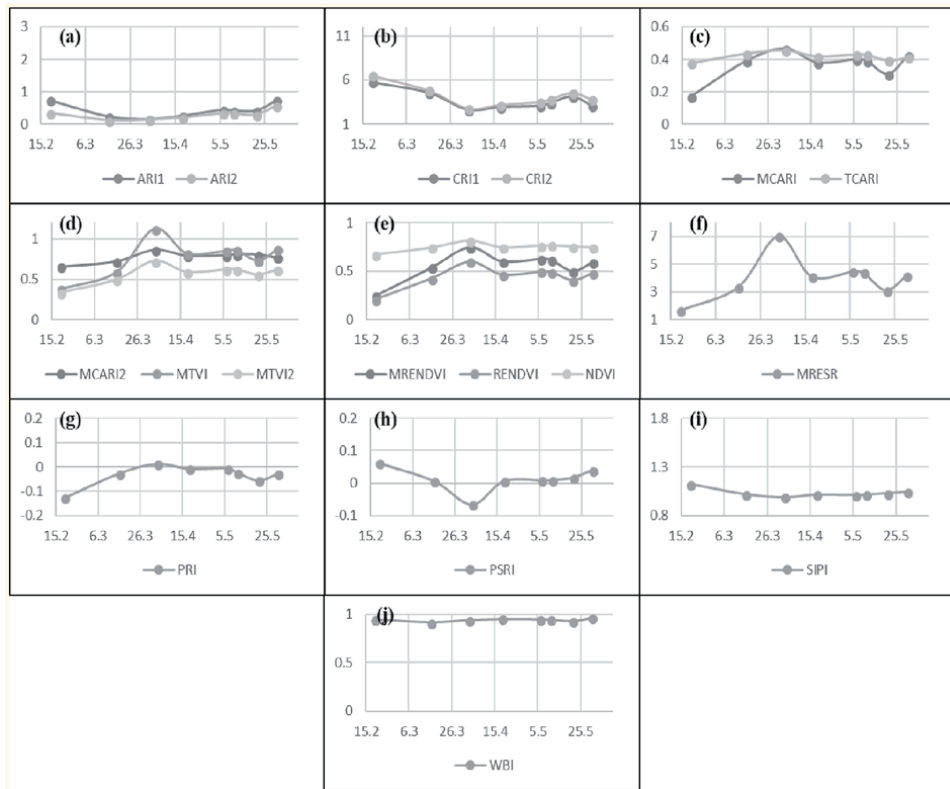 (a)
3
2
1
0
15.2 6.3 26.3 15.4 5.5 25.5
ARI1 ARI2
(b)
11
6
1
15.2 6.3 26.3 15.4 5.5 25.5
CRI1 CRI2
(c)
0.6
0.4
0.2
0
15.2 6.3 26.3 15.4 5.5 25.5
MCARI TCARI
(d)
1
0.5
0
15.2 6.3 26.3 15.4 5.5 25.5
MCARI2 MTVI MTVI2
(e)
1
0.5
0
15.2 6.3 26.3 15.4 5.5 25.5
MRENDVI RENDVI NDVI
(f)
7
5
3
1
15.2 6.3 26.3 15.4 5.5 25.5
MRESR
(g)
0.2
0.1
0
-0.1
-0.2
15.2 6.3 26.3 15.4 5.5 25.5
PRI
(h)
0.2
0.1
0
-0.1
15.2 6.3 26.3 15.4 5.5 25.5
PSRI
(i)
1.8
1.3
0.8
15.2 6.3 26.3 15.4 5.5 25.5
SIPI
(j)
1
0.5
0
15.2 6.3 26.3 15.4 5.5 25.5
WBI